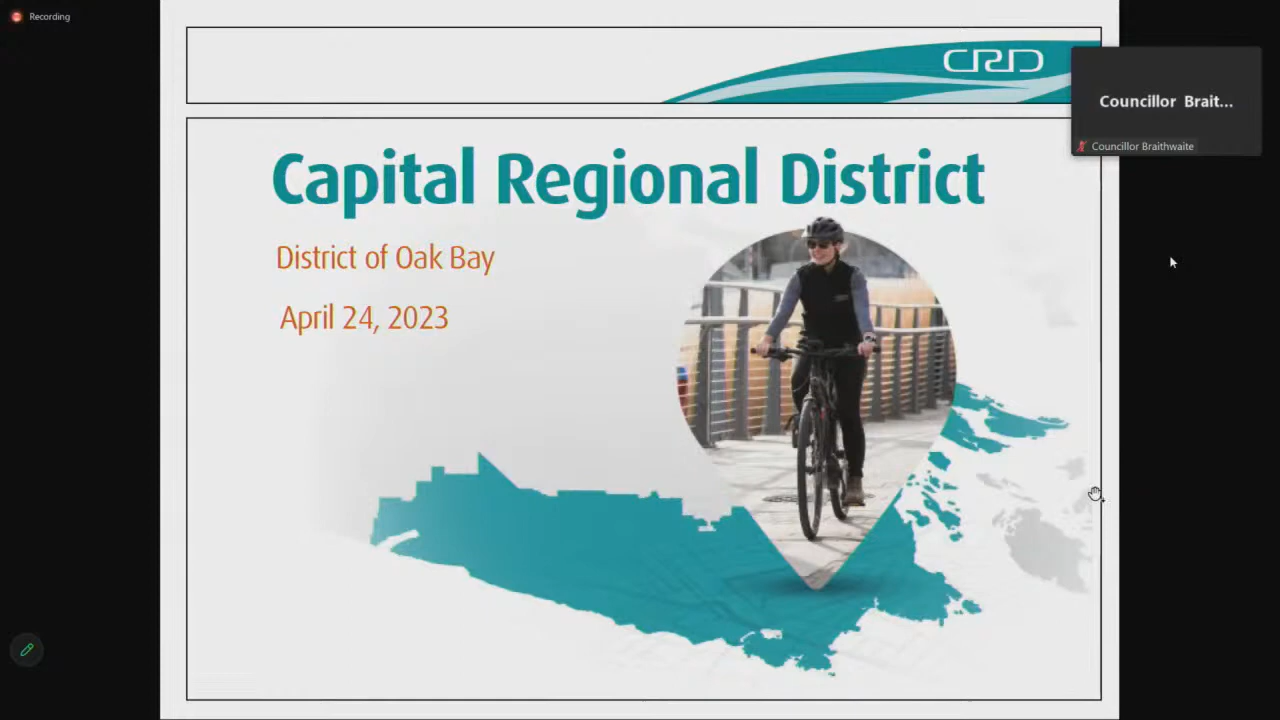 Recording
CRD
Councillor Brait...
Councillor Braithwaite
Capital Regional District
District of Oak Bay
April 24, 2023